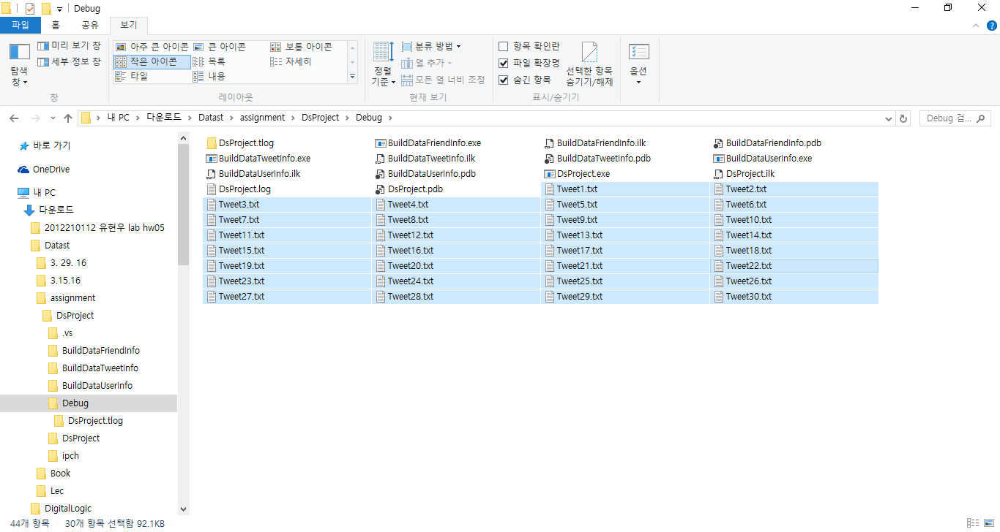 Debug
파일 홈 공유 보기
탐색 창
미리 보기 창
세부 정보 창
창
아주 큰 아이콘 큰 아이콘 보통 아이콘
작은 아이콘 목록 자세히
타일 내용
레이아웃
정렬 기준
분류 방법
열 추가
모든 열 너비 조정
현재 보기
항목 확인란
파일 확장명
숨긴 항목
선택한 항목 숨기기/해제
표시/숨기기
옵션
내 PC 다운로드 Datast assignment DsProject Debug
Debug 검...
바로 가기
OneDrive
내 PC
다운로드
2012210112 유현우 lab hw05
Datast
3. 29. 16
3.15.16
assignment
DsProject
.vs
BuildDataFriendInfo
BuildDataTweetInfo
BuildDataUserInfo
Debug
DsProject.tlog
DsProject
ipch
Book
Lec
DigitalLogic
DsProject.tlog BuildDataFriendInfo.exe BuildDataFriendInfo.ilk BuildDataFriendInfo.pdb
BuildDataTweetInfo.exe BuildDataTweetInfo.ilk BuildDataTweetInfo.pdb BuildDataUserInfo.exe
BuildDataUserInfo.ilk BuildDataUserInfo.pdb DsProject.exe DsProject.ilk
DsProject.log DsProject.pdb Tweet1.txt Tweet2.txt
Tweet3.txt Tweet4.txt Tweet5.txt Tweet6.txt
Tweet7.txt Tweet8.txt Tweet9.txt Tweet10.txt
Tweet11.txt Tweet12.txt Tweet13.txt Tweet14.txt
Tweet15.txt Tweet16.txt Tweet17.txt Tweet18.txt
Tweet19.txt Tweet20.txt Tweet21.txt Tweet22.txt
Tweet23.txt Tweet24.txt Tweet25.txt Tweet26.txt
Tweet27.txt Tweet28.txt Tweet29.txt Tweet30.txt
44개 항목 30개 항목 선택함 92.1KB